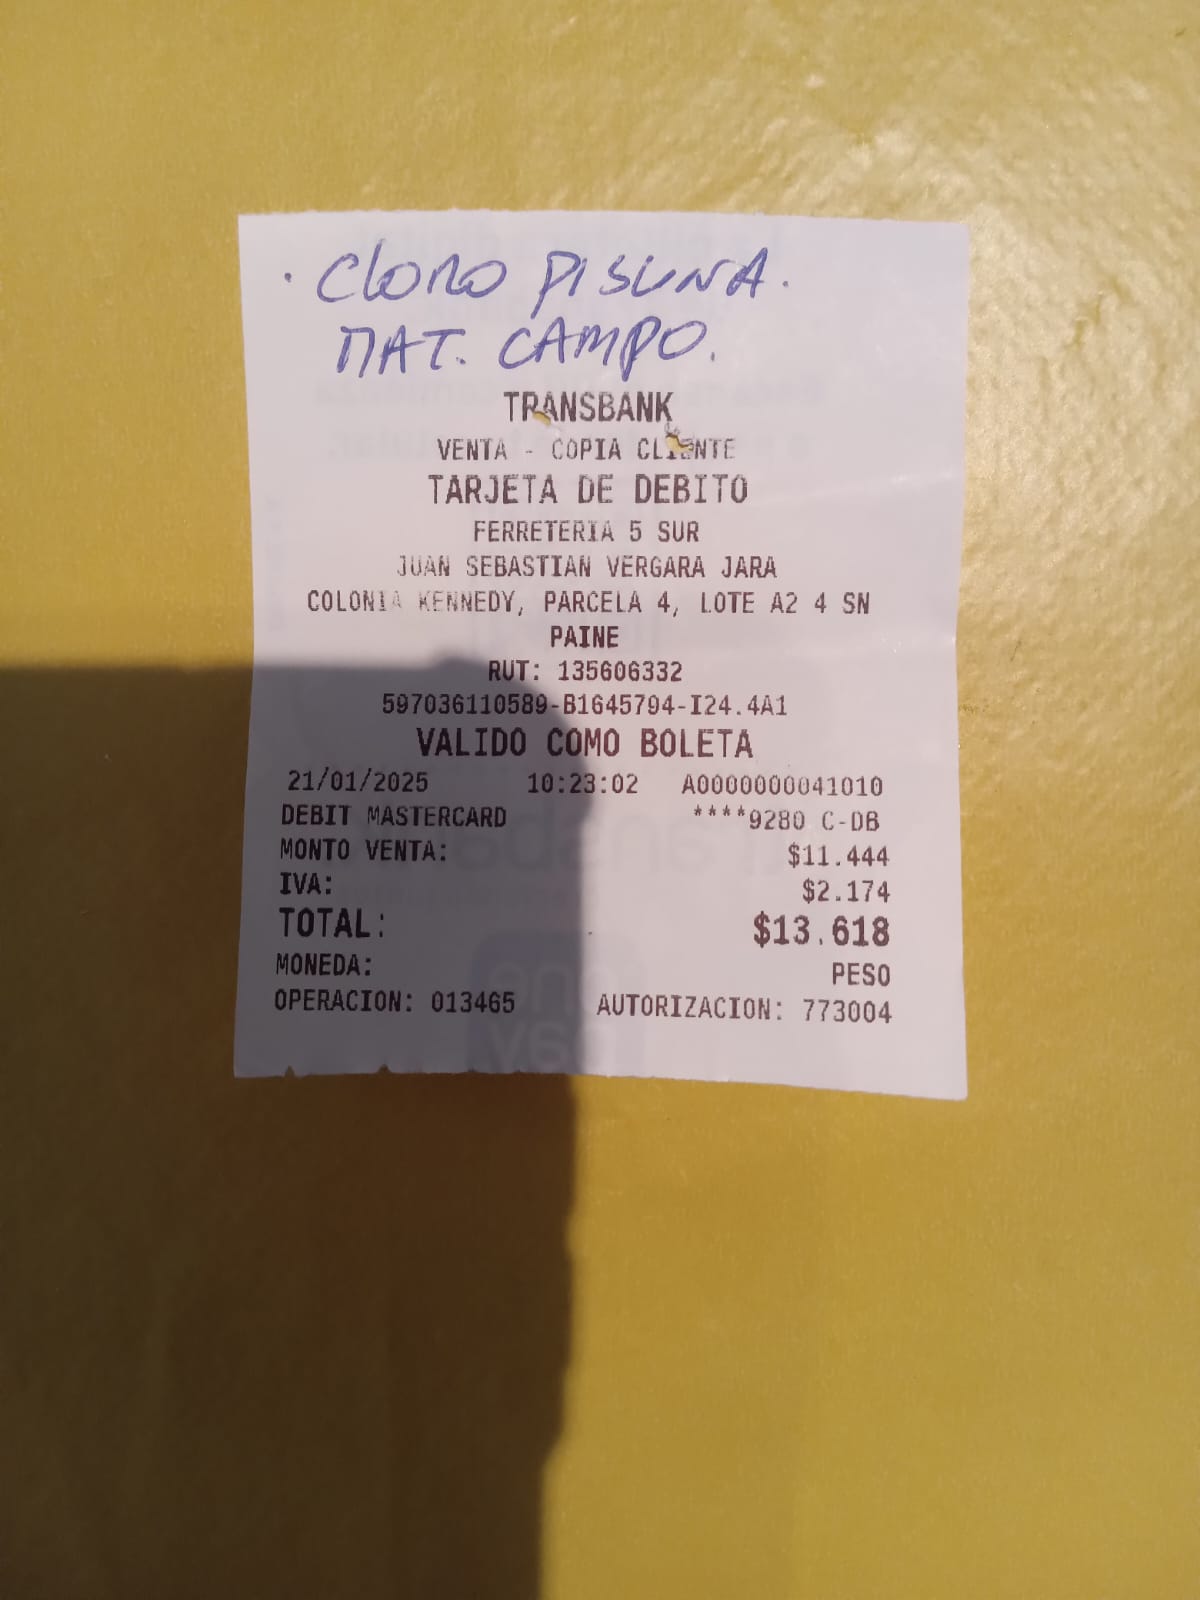 · CLORO PISCINA.
MAT. CAMPO.
TRANSBANK
VENTA - COPIA CLIENTE
TARJETA DE DEBITO
FERRETERIA 5 SUR
JUAN SEBASTIAN VERGARA JARA
COLONIA KENNEDY, PARCELA 4, LOTE A2 4 SN
PAINE
RUT: 135606332
597036110589-B1645794-I24.4A1
VALIDO COMO BOLETA
21/01/2025 10:23:02 A0000000041010
DEBIT MASTERCARD ****9280 C-DB
MONTO VENTA: $11.444
IVA: $2.174
TOTAL: $13.618
MONEDA: PESO
OPERACION: 013465 AUTORIZACION: 773004